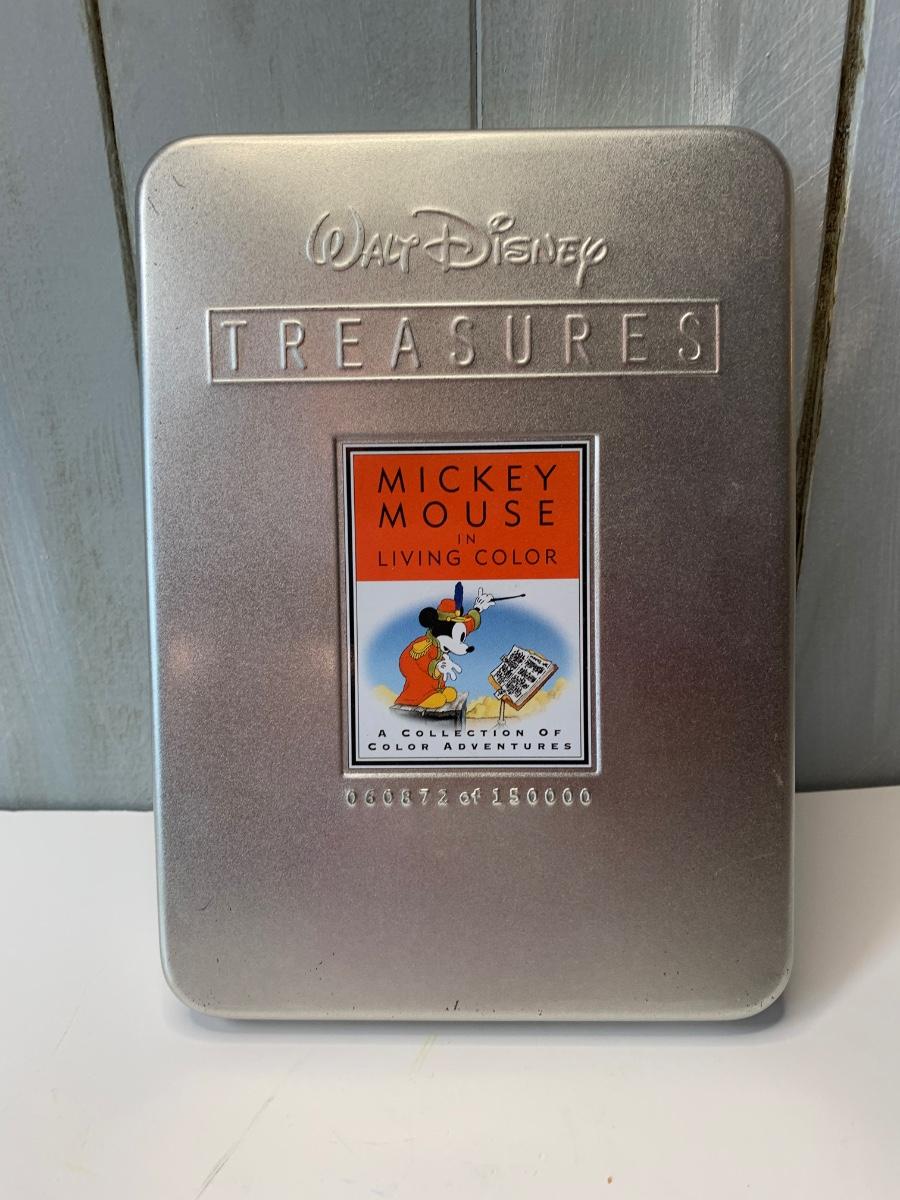 Walt Disney
TREASURES
MICKEY
MOUSE
IN
LIVING COLOR
A COLLECTION OF
COLOR ADVENTURES
060872 of 150000